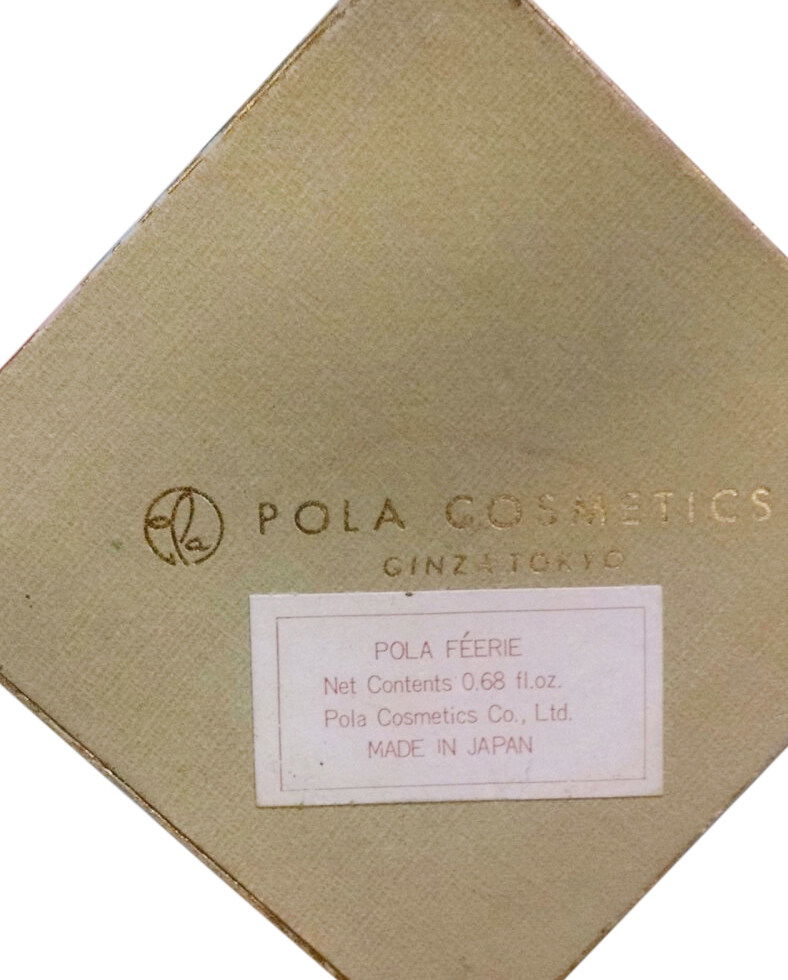 Pola
POLA COSMETICS
GINZA TOKYO
POLA FÉERIE
Net Contents 0.68 fl.oz.
Pola Cosmetics Co., Ltd.
MADE IN JAPAN